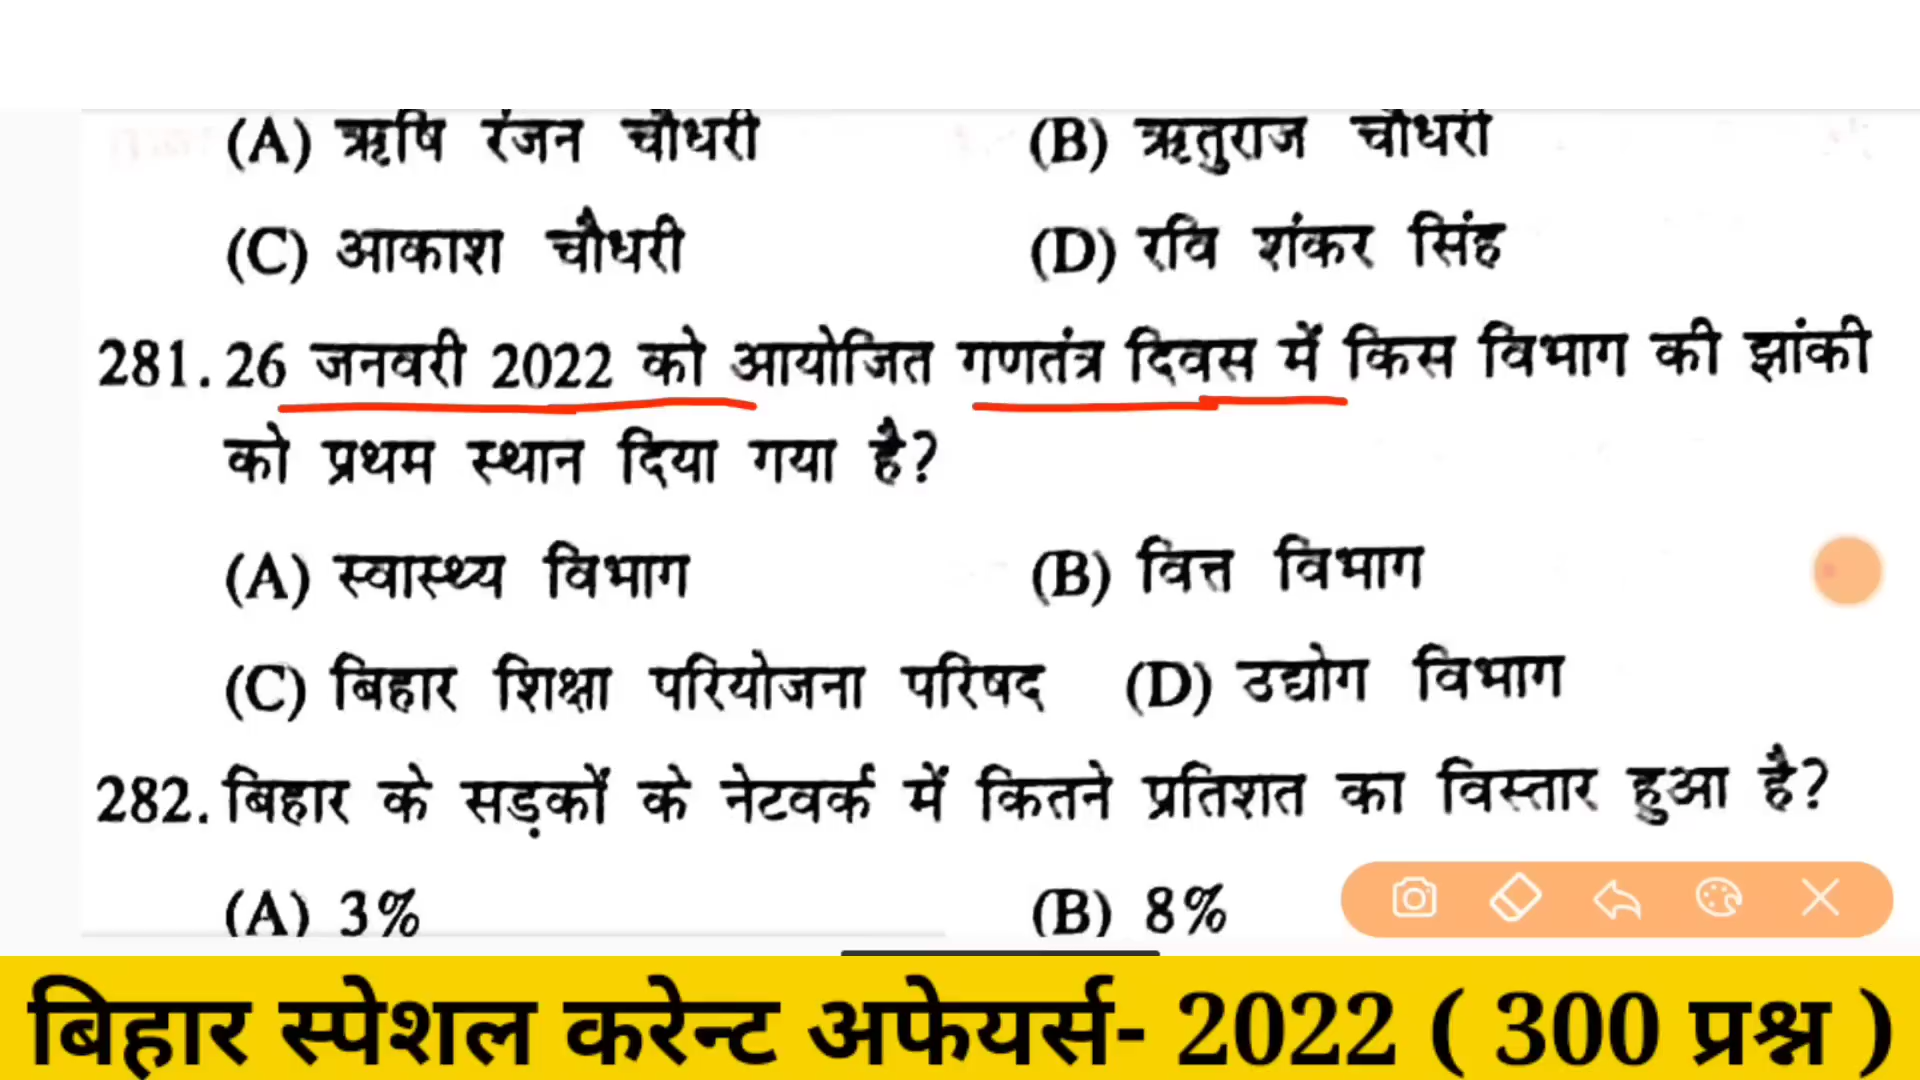 (A) ऋषि रंजन चौधरी (B) ऋतुराज चौधरी
(C) आकाश चौधरी (D) रवि शंकर सिंह
281. 26 जनवरी 2022 को आयोजित गणतंत्र दिवस में किस विभाग की झांकी
को प्रथम स्थान दिया गया है?
(A) स्वास्थ्य विभाग (B) वित्त विभाग
(C) बिहार शिक्षा परियोजना परिषद (D) उद्योग विभाग
282. बिहार के सड़कों के नेटवर्क में कितने प्रतिशत का विस्तार हुआ है?
(A) 3% (B) 8%
बिहार स्पेशल करेन्ट अफेयर्स- 2022 ( 300 प्रश्न )